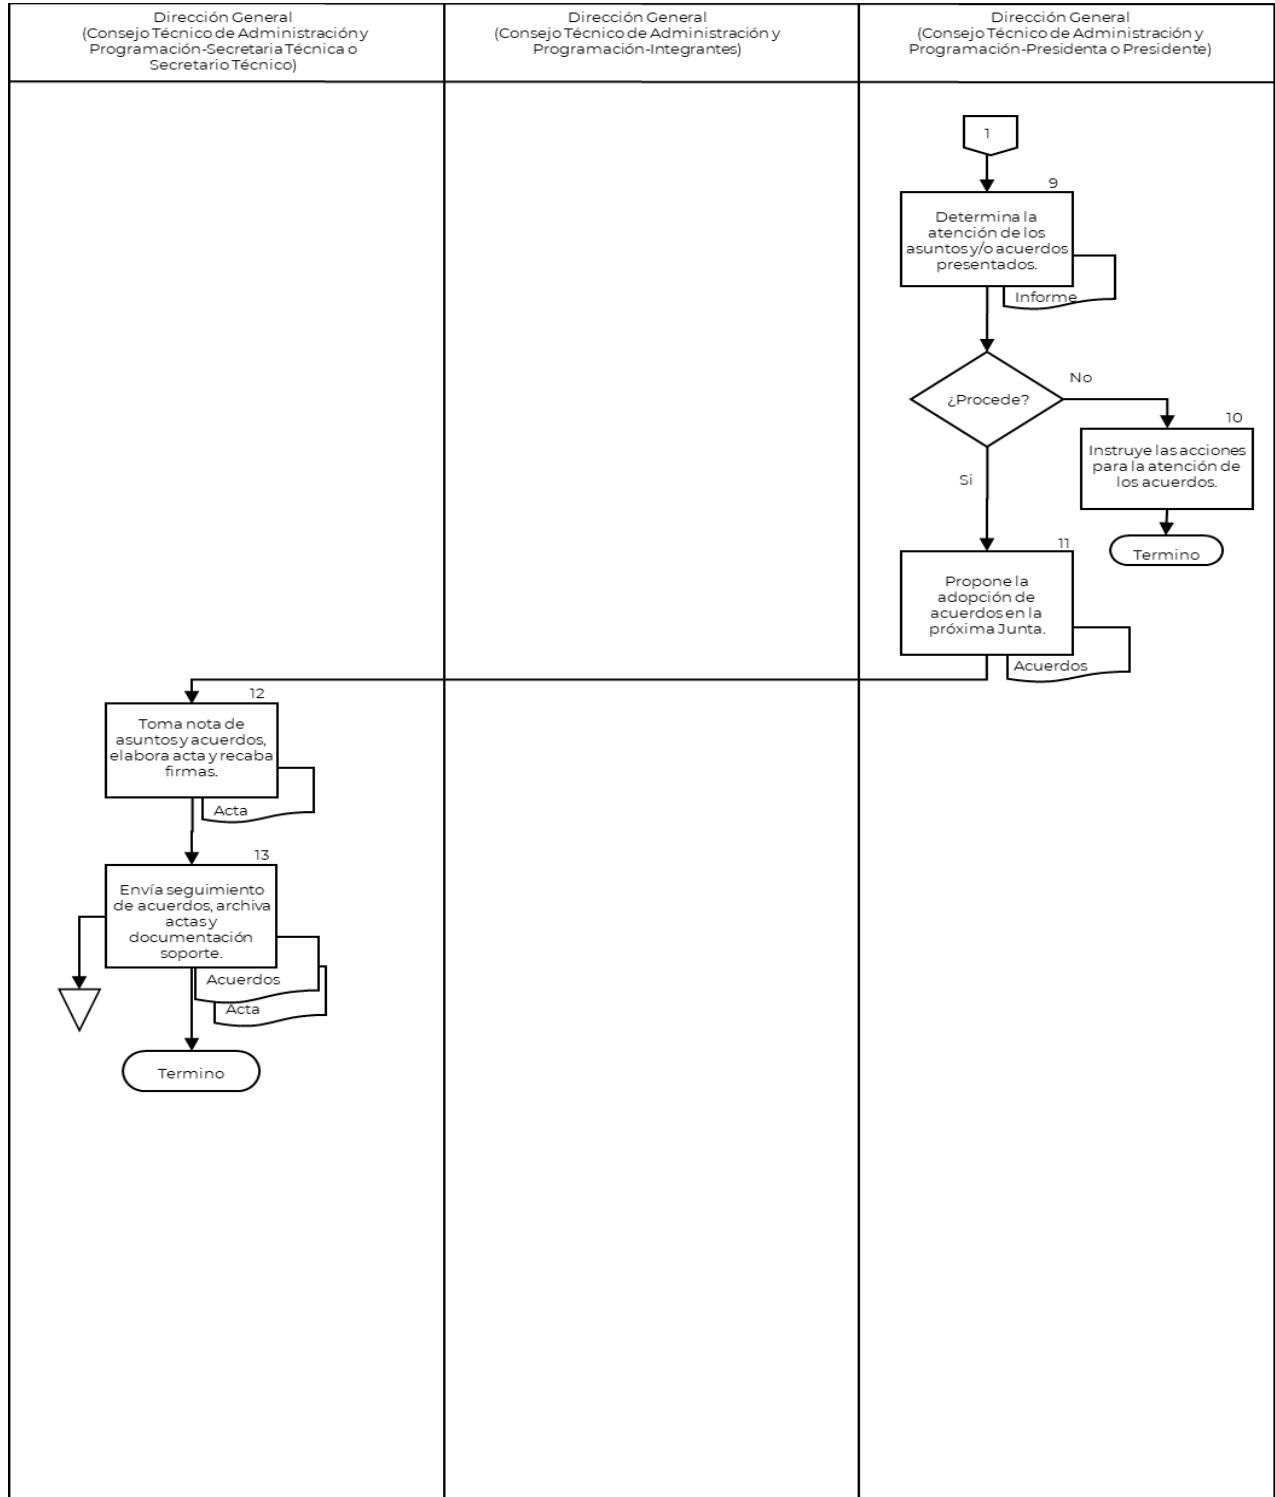 Dirección General
(Consejo Técnico de Administración y
Programación-Secretaria Técnica o
Secretario Técnico)
Dirección General
(Consejo Técnico de Administración y
Programación-Integrantes)
Dirección General
(Consejo Técnico de Administración y
Programación-Presidenta o Presidente)
1
9
Determina la
atención de los
asuntos y/o acuerdos
presentados.
Informe
¿Procede?
No
10
Instruye las acciones
para la atención de
los acuerdos.
Termino
Si
11
Propone la
adopción de
acuerdos en la
próxima Junta.
Acuerdos
12
Toma nota de
asuntos y acuerdos,
elabora acta y recaba
firmas.
Acta
13
Envía seguimiento
de acuerdos, archiva
actas y
documentación
soporte.
Acuerdos
Acta
Termino